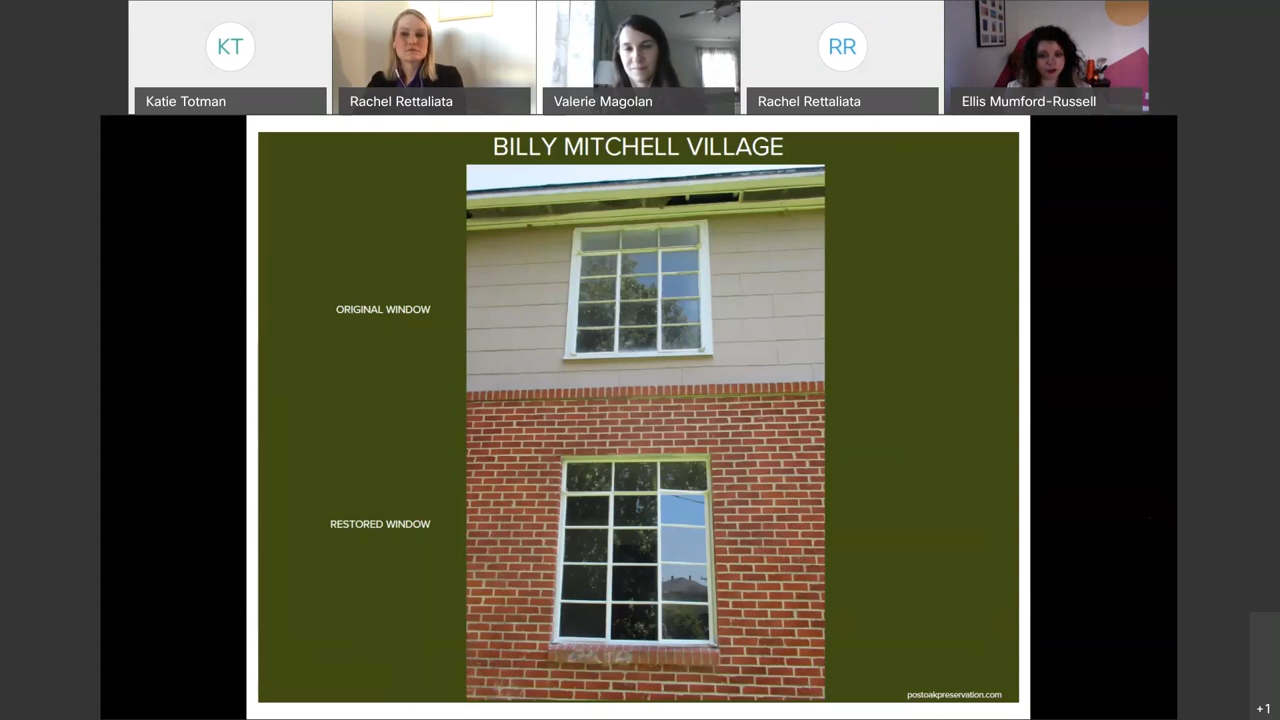 KT
Katie Totman
Rachel Rettaliata
Valerie Magolan
RR
Rachel Rettaliata
Ellis Mumford-Russell
BILLY MITCHELL VILLAGE
ORIGINAL WINDOW
RESTORED WINDOW
postoakpreservation.com
+1